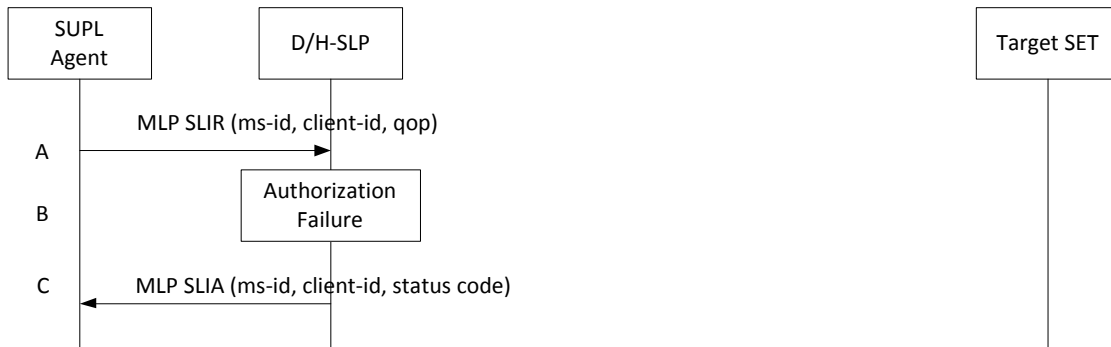 SUPL
Agent
D/H-SLP
Target SET
MLP SLIR (ms-id, client-id, qop)
A
Authorization
Failure
B
MLP SLIA (ms-id, client-id, status code)
C